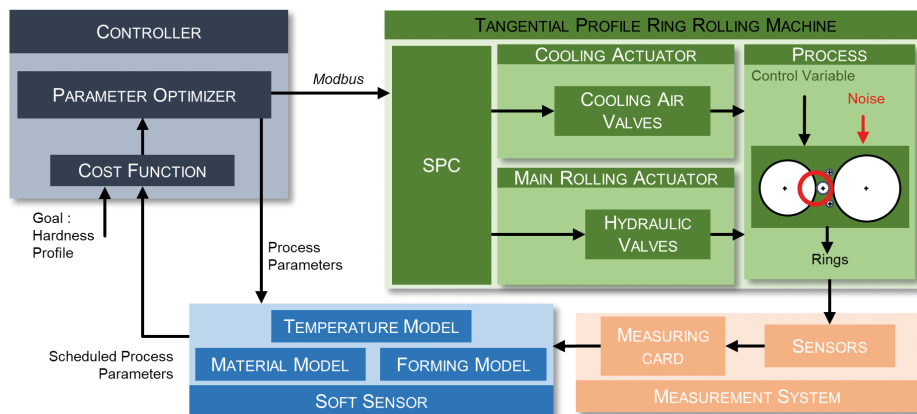 CONTROLLER
PARAMETER OPTIMIZER
COST FUNCTION
Goal :
Hardness
Profile
Modbus
Process
Parameters
TANGENTIAL PROFILE RING ROLLING MACHINE
SPC
COOLING ACTUATOR
COOLING AIR
VALVES
MAIN ROLLING ACTUATOR
HYDRAULIC
VALVES
PROCESS
Control Variable
Noise
Rings
Scheduled Process
Parameters
TEMPERATURE MODEL
MATERIAL MODEL
FORMING MODEL
SOFT SENSOR
MEASURING
CARD
SENSORS
MEASUREMENT SYSTEM